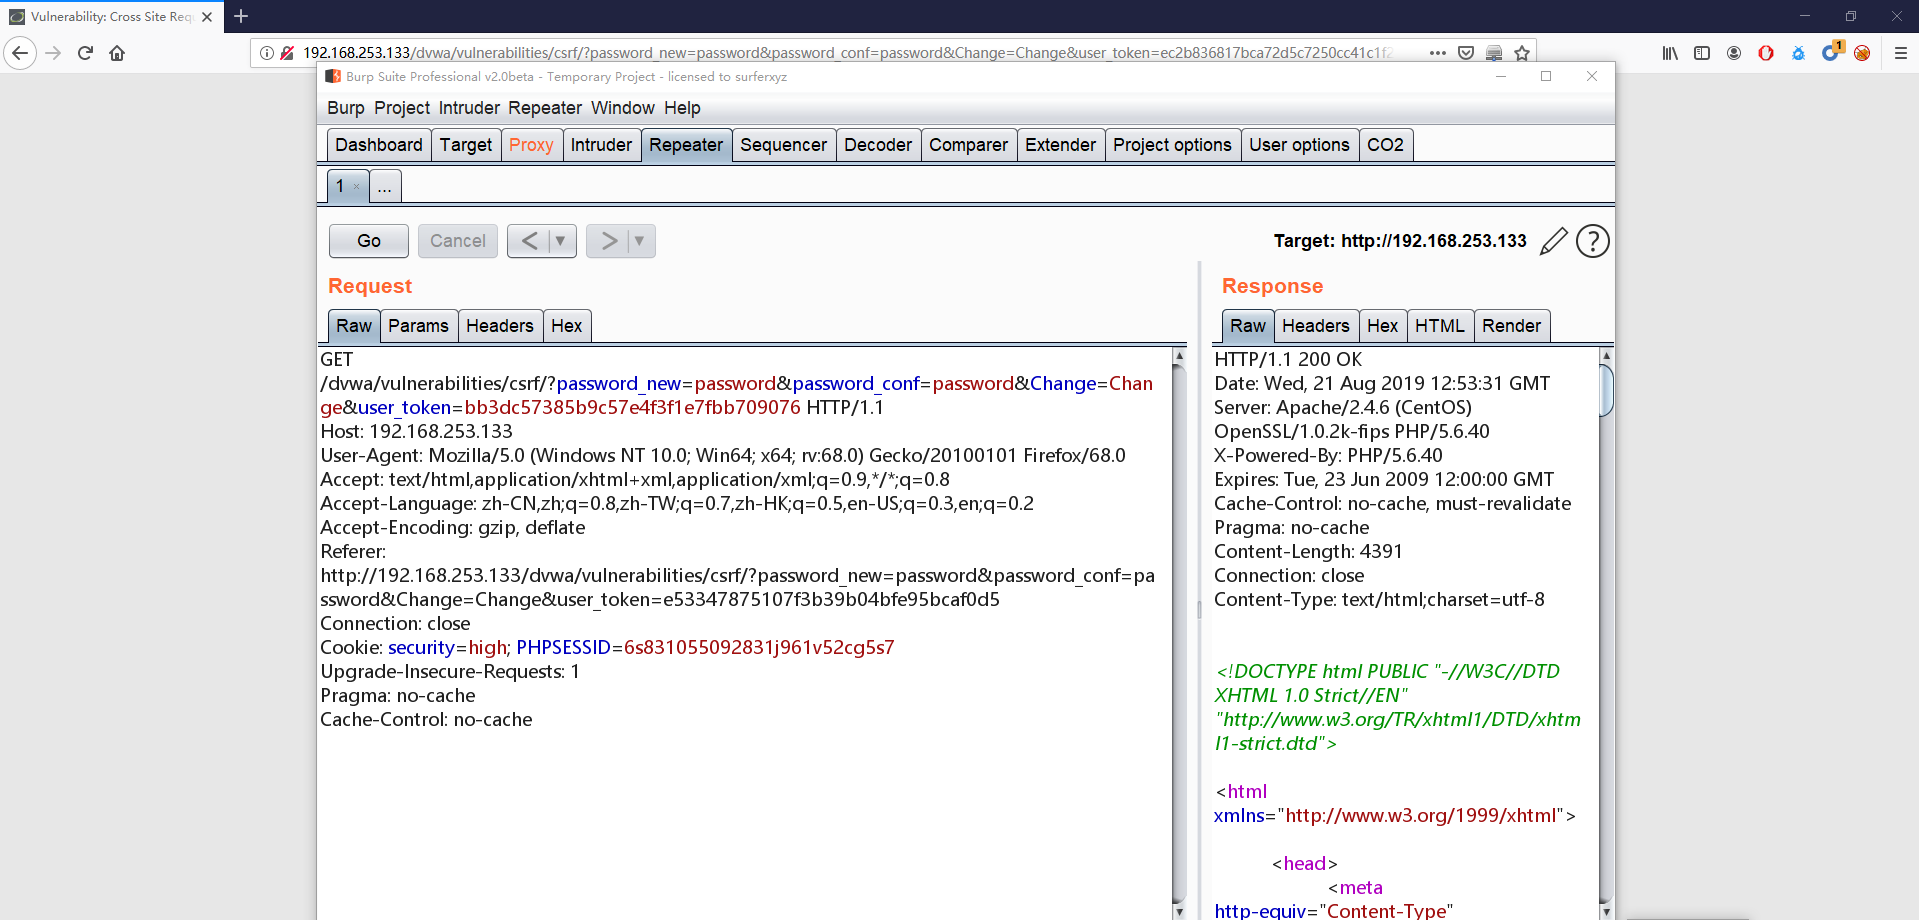 Vulnerability: Cross Site Req
192.168.253.133/dvwa/vulnerabilities/csrf/?password_new=password&password_conf=password&Change=Change&user_token=ec2b836817bca72d5c7250cc41c1f2
1
Burp Suite Professional v2.0beta - Temporary Project - licensed to surferxyz
Burp Project Intruder Repeater Window Help
Dashboard Target Proxy Intruder Repeater Sequencer Decoder Comparer Extender Project options User options CO2
1 × ...
Go Cancel < ▼ > ▼ Target: http://192.168.253.133 ?
Request
Raw Params Headers Hex
GET
/dvwa/vulnerabilities/csrf/?password_new=password&password_conf=password&Change=Chan
ge&user_token=bb3dc57385b9c57e4f3f1e7fbb709076 HTTP/1.1
Host: 192.168.253.133
User-Agent: Mozilla/5.0 (Windows NT 10.0; Win64; x64; rv:68.0) Gecko/20100101 Firefox/68.0
Accept: text/html,application/xhtml+xml,application/xml;q=0.9,*/*;q=0.8
Accept-Language: zh-CN,zh;q=0.8,zh-TW;q=0.7,zh-HK;q=0.5,en-US;q=0.3,en;q=0.2
Accept-Encoding: gzip, deflate
Referer:
http://192.168.253.133/dvwa/vulnerabilities/csrf/?password_new=password&password_conf=pa
ssword&Change=Change&user_token=e53347875107f3b39b04bfe95bcaf0d5
Connection: close
Cookie: security=high; PHPSESSID=6s831055092831j961v52cg5s7
Upgrade-Insecure-Requests: 1
Pragma: no-cache
Cache-Control: no-cache
Response
Raw Headers Hex HTML Render
HTTP/1.1 200 OK
Date: Wed, 21 Aug 2019 12:53:31 GMT
Server: Apache/2.4.6 (CentOS)
OpenSSL/1.0.2k-fips PHP/5.6.40
X-Powered-By: PHP/5.6.40
Expires: Tue, 23 Jun 2009 12:00:00 GMT
Cache-Control: no-cache, must-revalidate
Pragma: no-cache
Content-Length: 4391
Connection: close
Content-Type: text/html;charset=utf-8
<!DOCTYPE html PUBLIC "-//W3C//DTD
XHTML 1.0 Strict//EN"
"http://www.w3.org/TR/xhtml1/DTD/xhtm
l1-strict.dtd">
<html
xmlns="http://www.w3.org/1999/xhtml">
<head>
<meta
http-equiv="Content-Type"